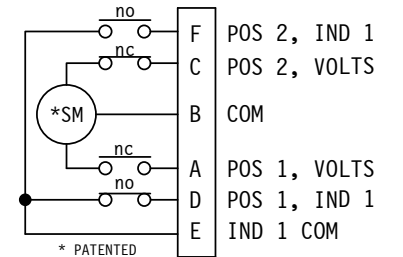 no
F POS 2, IND 1
nc
C POS 2, VOLTS
*SM
B COM
nc
A POS 1, VOLTS
no
D POS 1, IND 1
E IND 1 COM
* PATENTED